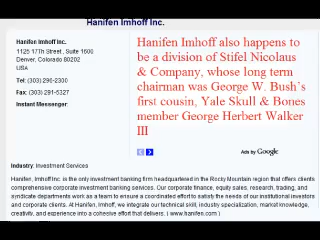 Hanifen Imhoff Inc.
Hanifen Imhoff Inc.
1125 17Th Street , Suite 1600
Denver, Colorado 80202
USA
Tel: (303) 296-2300
Fax: (303) 291-5327
Instant Messenger:
Hanifen Imhoff also happens to
be a division of Stifel Nicolaus
& Company, whose long term
chairman was George W. Bush's
first cousin, Yale Skull & Bones
member George Herbert Walker
III
Ads by Google
Industry: Investment Services
Hanifen, Imhoff Inc. is the only investment banking firm headquartered in the Rocky Mountain region that offers clients
comprehensive corporate investment banking services. Our corporate finance, equity sales, research, trading, and
syndicate departments work as a team to ensure a coordinated effort to satisfy the needs of our institutional investors
and corporate clients. At Hanifen, Imhoff, we integrate our technical skill, industry specialization, market knowledge,
creativity, and experience into a cohesive effort that delivers. ( www.hanifen.com )